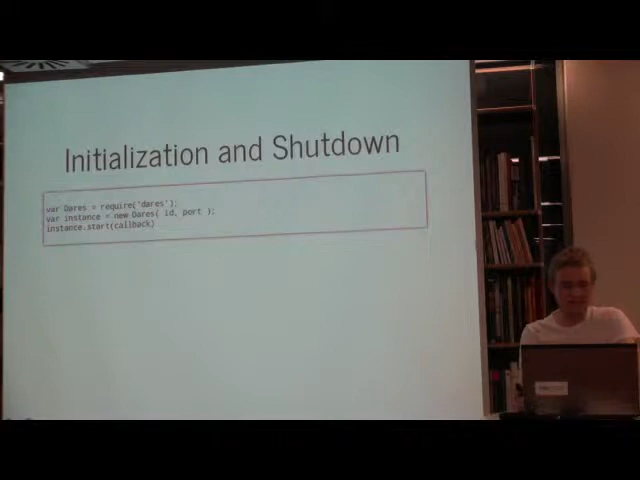 Initialization and Shutdown
var Dares = require('dares');
var instance = new Dares( id, port );
instance.start(callback)